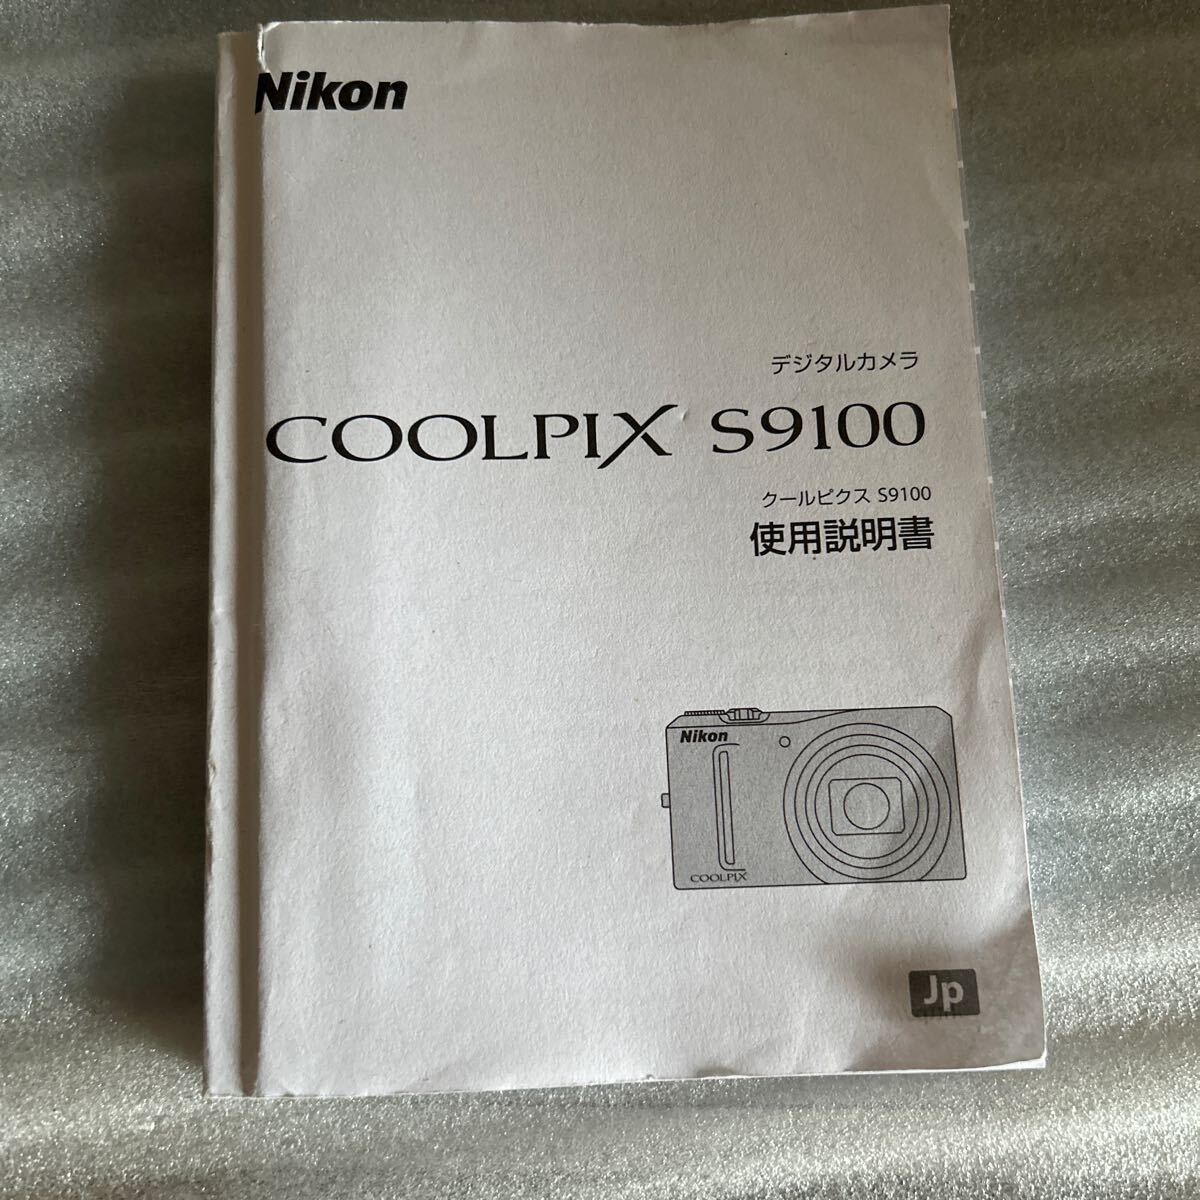 Nikon
デジタルカメラ
COOLPIX S9100
クールピクス S9100
使用説明書
Nikon
COOLPIX
Jp